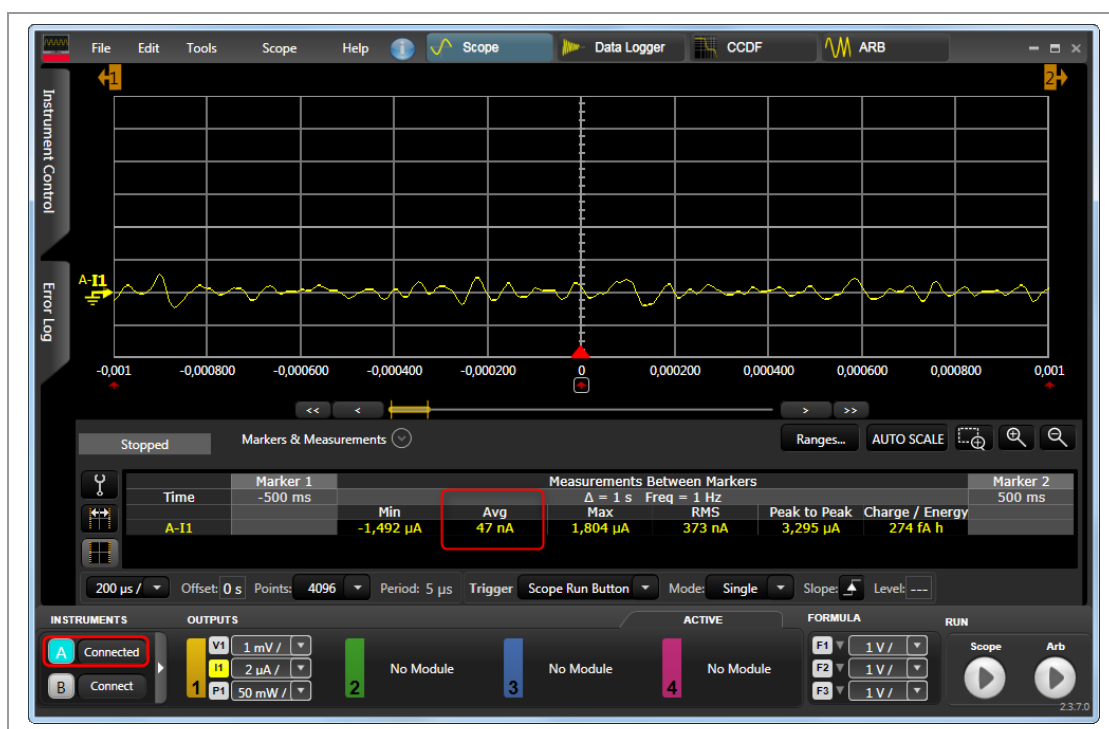 File Edit Tools Scope Help Scope Data Logger CCDF ARB
1 2
Instrument Control
Error Log
A-I1
-0,001 -0,000800 -0,000600 -0,000400 -0,000200 0 0,000200 0,000400 0,000600 0,000800 0,001
<< < > >>
Stopped Markers & Measurements Ranges... AUTO SCALE
Marker 1 Measurements Between Markers Marker 2
Time -500 ms Δ = 1 s Freq = 1 Hz 500 ms
Min Avg Max RMS Peak to Peak Charge / Energy
A-I1 -1,492 µA 47 nA 1,804 µA 373 nA 3,295 µA 274 fA h
200 µs / Offset: 0 s Points: 4096 Period: 5 µs Trigger Scope Run Button Mode: Single Slope: Level: ---
INSTRUMENTS OUTPUTS ACTIVE FORMULA RUN
A Connected V1 1 mV / F1 1 V / Scope Arb
I1 2 µA / No Module No Module No Module F2 1 V /
B Connect 1 P1 50 mW / 2 3 4 F3 1 V /
2.3.7.0